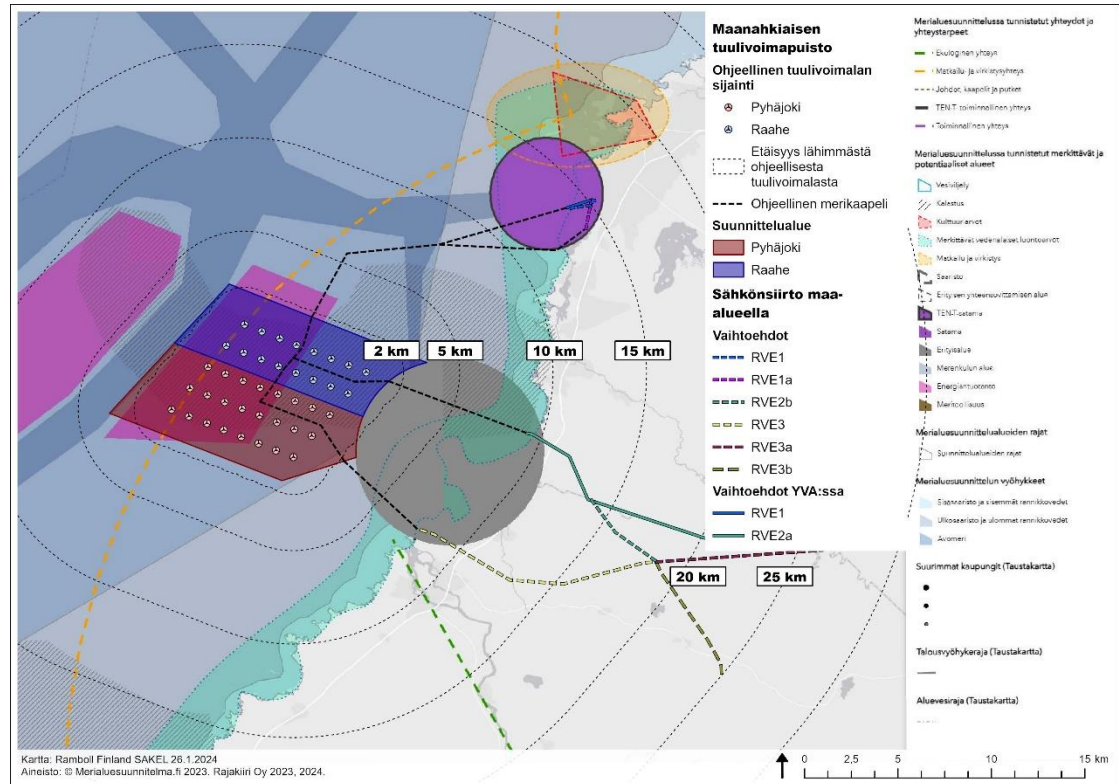 Maanahkiaisen
tuulivoimapuisto
Ohjeellinen tuulivoimalan
sijainti
Pyhäjoki
Raahe
Etäisyys lähimmästä
ohjeellisesta
tuulivoimalasta
Ohjeellinen merikaapeli
Suunnittelualue
Pyhäjoki
Raahe
Sähkönsiirto maa-
alueella
Vaihtoehdot
RVE1
RVE1a
RVE2b
RVE3
RVE3a
RVE3b
Vaihtoehdot YVA:ssa
RVE1
RVE2a
2 km
5 km
10 km
15 km
20 km
25 km
Merialuesuunnittelussa tunnistetut yhteydot ja
yhteystarpeet
Ekologinen yhteys
Matkailu- ja virkistysyhteys
Johdot, kaapelit ja putket
TEN-T-toiminnallinen yhteys
Toiminnallinen yhteys
Merialuesuunnittelussa tunnistetut merkittävät ja
potentiaaliset alueet
Vesiviljely
Kalastus
Kulttuuriarvot
Merkittävät vedenalaiset luontoarvot
Matkailu ja virkistys
Saaristo
Erityisen yhteensovittamisen alue
TEN-T-satama
Satama
Erityisalue
Merenkulun alue
Energiantuotanto
Meriteollisuus
Merialuesuunnittelualueiden rajat
Suunnittelualueiden rajat
Merialuesuunnittelun vyöhykkeet
Sisäsaaristo ja sisemmät rannikkovedet
Ulkosaaristo ja ulommat rannikkovedet
Avomeri
Suurimmat kaupungit (Taustakartta)
Talousvyöhykeraja (Taustakartta)
Aluevesiraja (Taustakartta)
Kartta: Ramboll Finland SAKEL 26.1.2024
Aineisto: © Merialuesuunnitelma.fi 2023. Rajakiiri Oy 2023, 2024.
0 2,5 5 10 15 km